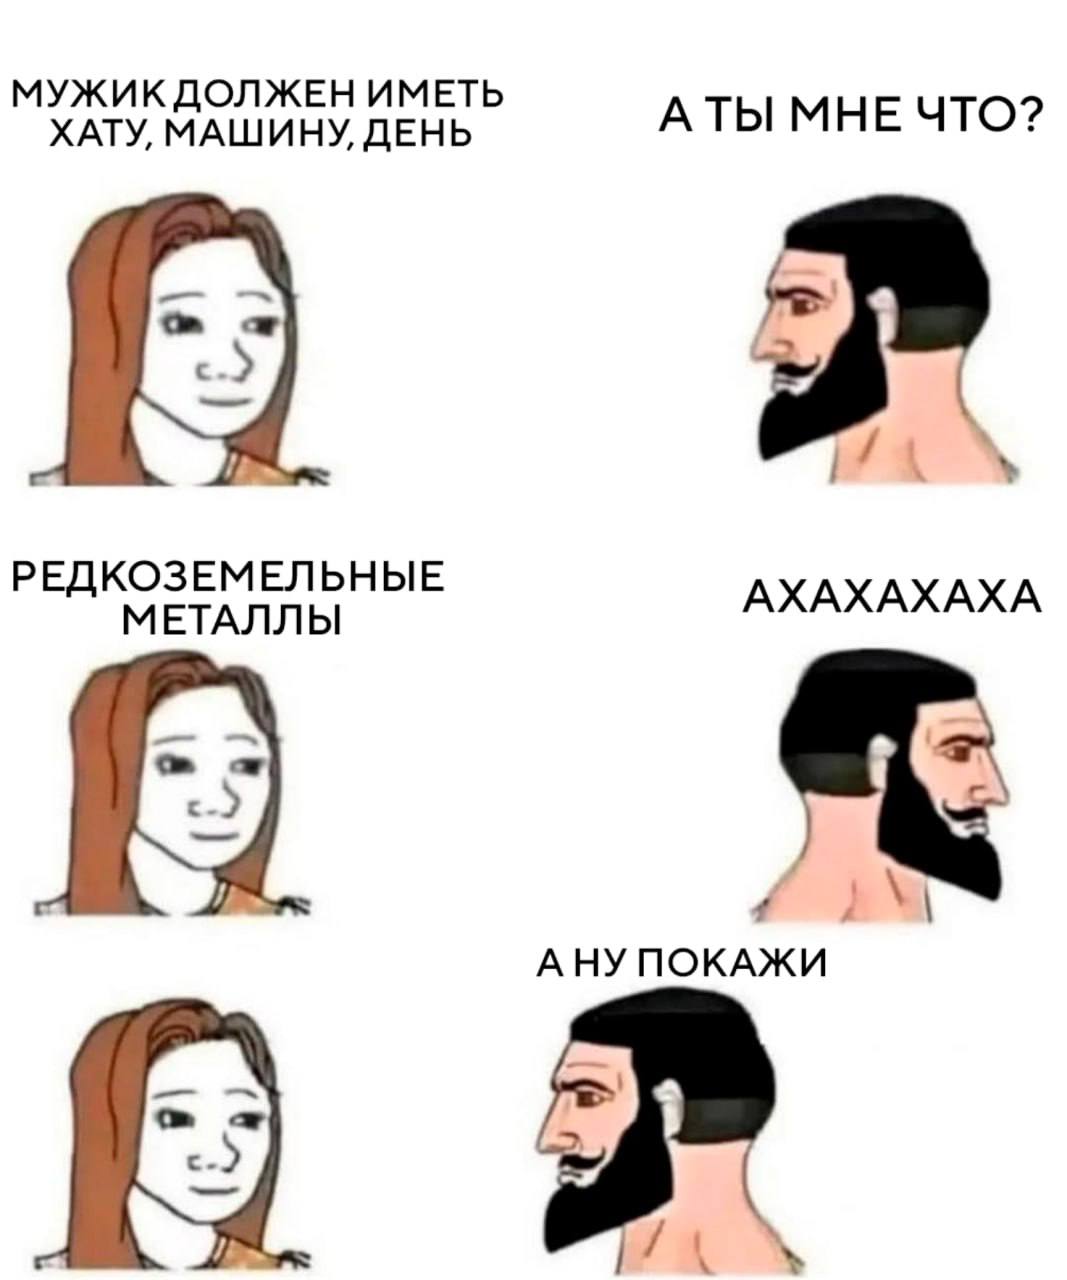 МУЖИК ДОЛЖЕН ИМЕТЬ
ХАТУ, МАШИНУ, ДЕНЬ
А ТЫ МНЕ ЧТО?
РЕДКОЗЕМЕЛЬНЫЕ
МЕТАЛЛЫ
АХАХАХАХА
А НУ ПОКАЖИ